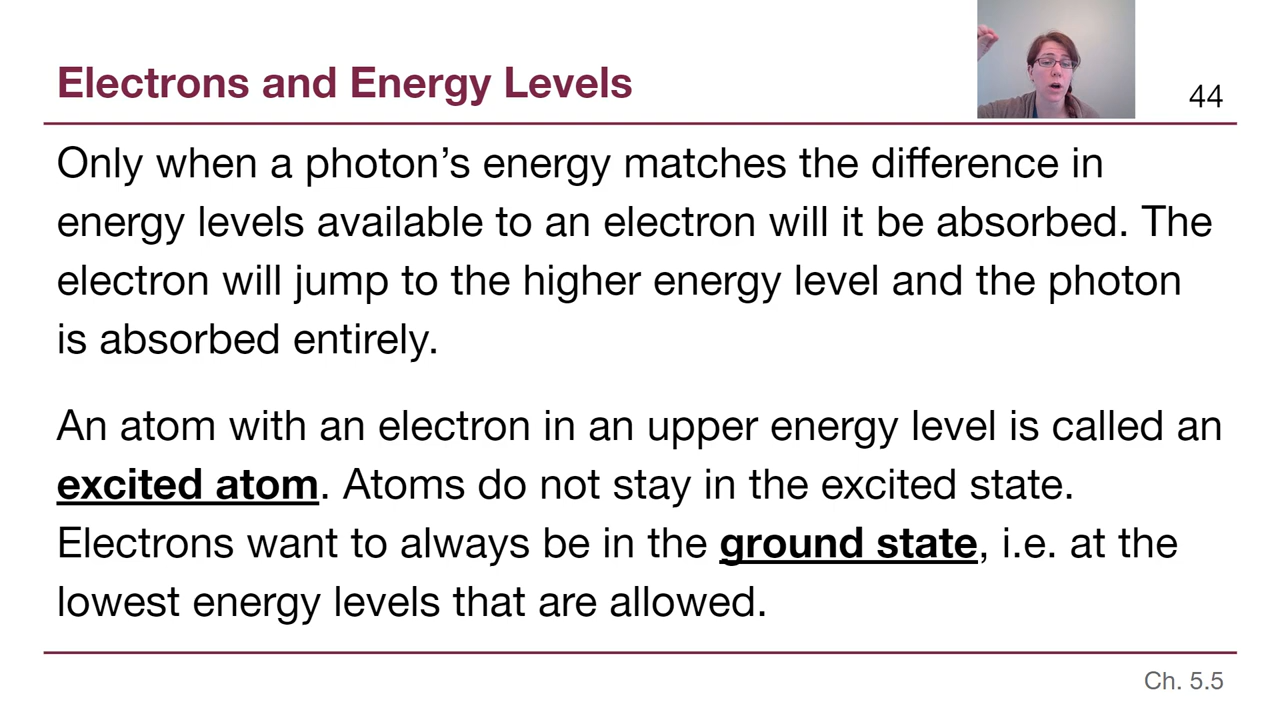 Electrons and Energy Levels
44
Only when a photon’s energy matches the difference in
energy levels available to an electron will it be absorbed. The
electron will jump to the higher energy level and the photon
is absorbed entirely.
An atom with an electron in an upper energy level is called an
excited atom. Atoms do not stay in the excited state.
Electrons want to always be in the ground state, i.e. at the
lowest energy levels that are allowed.
Ch. 5.5